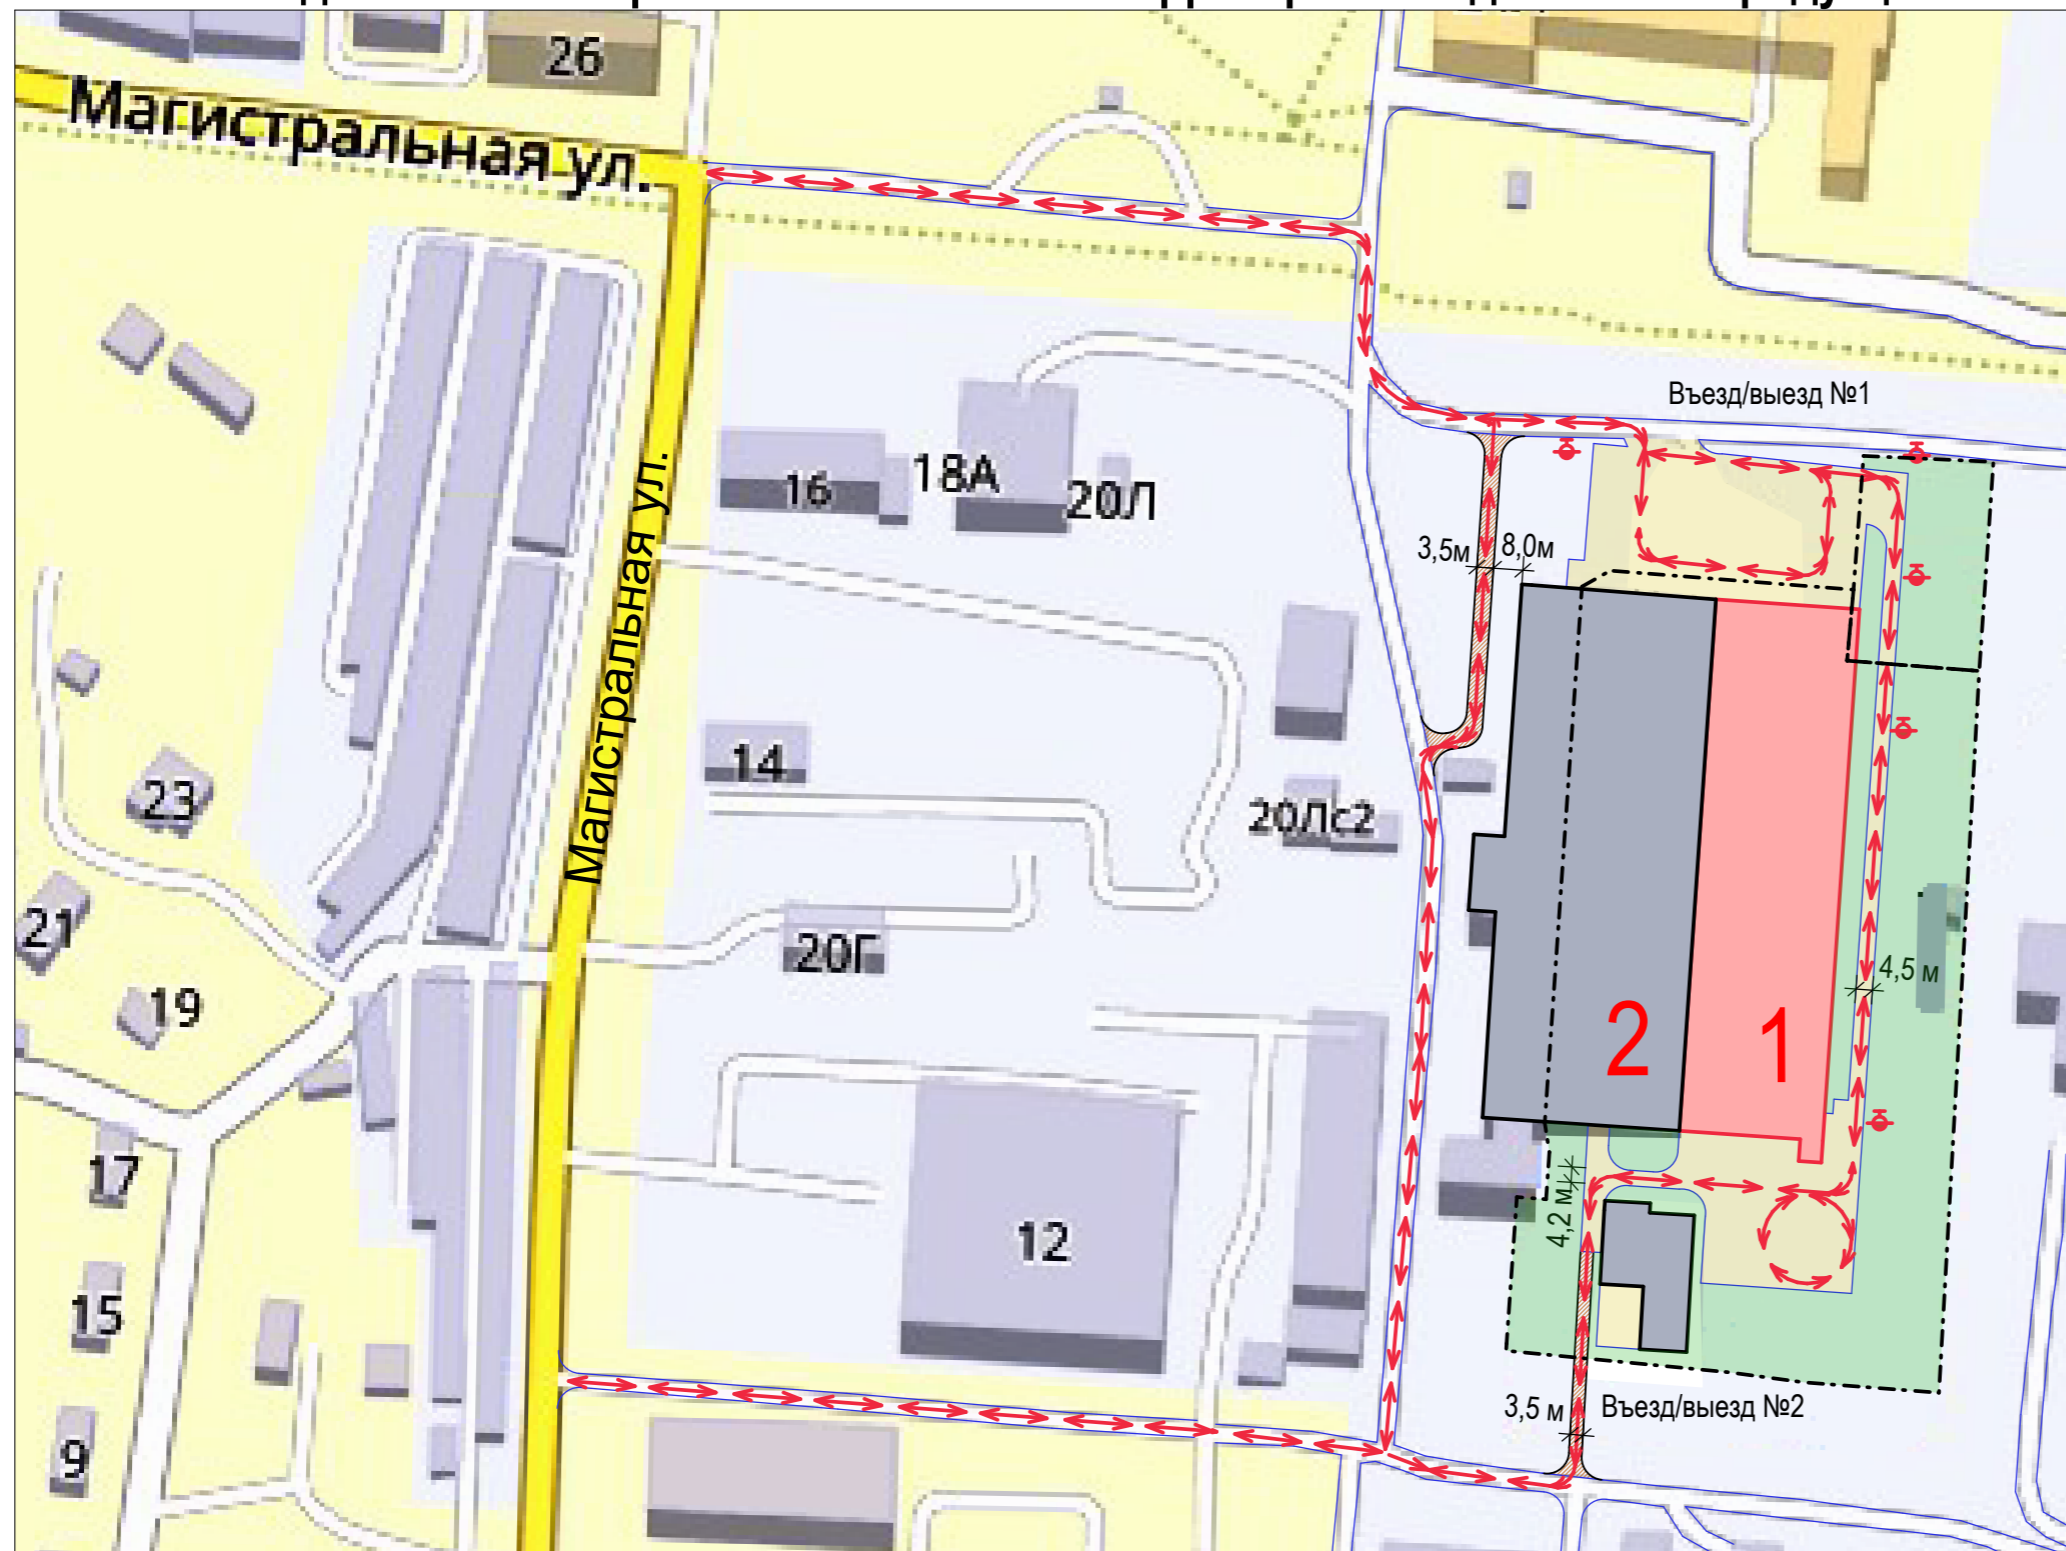 26
Магистральная ул.
Въезд/выезд №1
16
18А
20Л
3,5м
8,0м
Магистральная ул.
14
23
20Лс2
21
20Г
4,5 м
19
2
1
17
4,2 м
12
15
3,5 м
Въезд/выезд №2
9